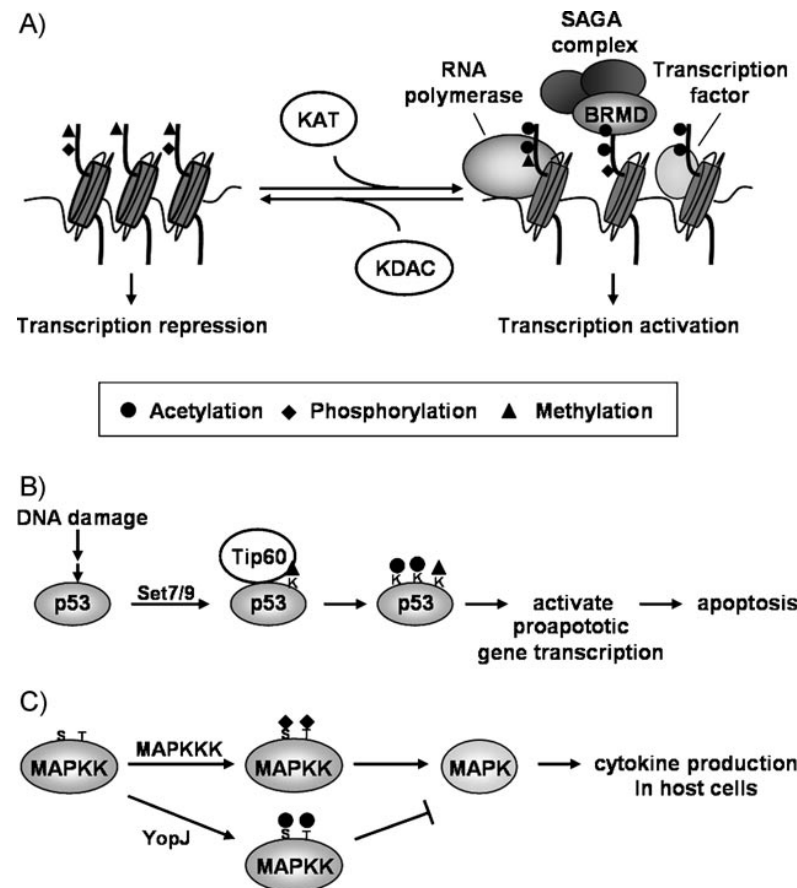 A)
SAGA
complex
RNA
polymerase
Transcription
factor
KAT
BRMD
KDAC
Transcription repression
Transcription activation
Acetylation Phosphorylation Methylation
B)
DNA damage
Tip60
K
K K K
p53
Set7/9
p53
p53
activate
proapototic
gene transcription
apoptosis
C)
S T
MAPKK
MAPKKK
S T
MAPKK
MAPK
cytokine production
In host cells
YopJ
S T
MAPKK